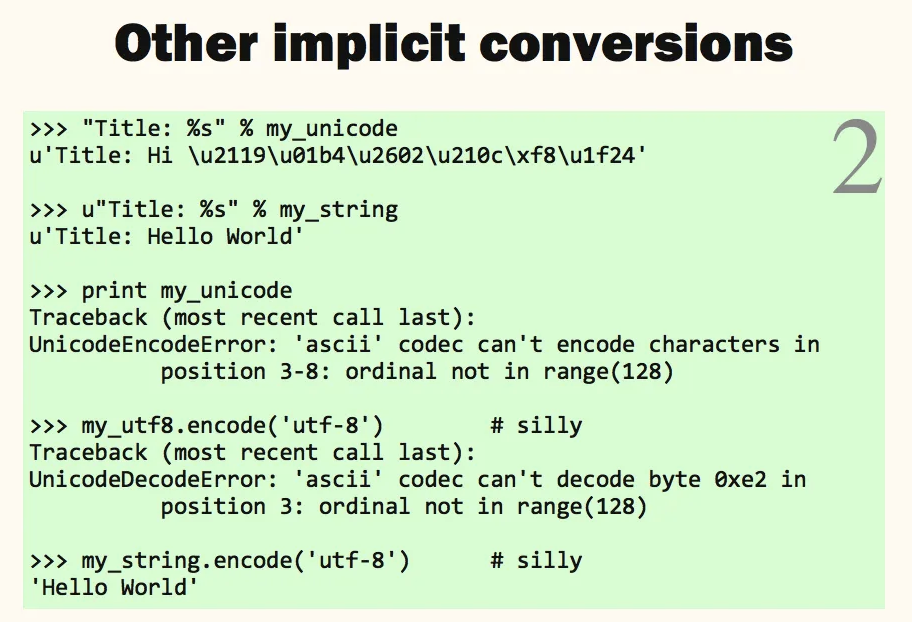 Other implicit conversions
2
>>> "Title: %s" % my_unicode
u'Title: Hi \u2119\u01b4\u2602\u210c\xf8\u1f24'
>>> u"Title: %s" % my_string
u'Title: Hello World'
>>> print my_unicode
Traceback (most recent call last):
UnicodeEncodeError: 'ascii' codec can't encode characters in
position 3-8: ordinal not in range(128)
>>> my_utf8.encode('utf-8')        # silly
Traceback (most recent call last):
UnicodeDecodeError: 'ascii' codec can't decode byte 0xe2 in
position 3: ordinal not in range(128)
>>> my_string.encode('utf-8')      # silly
'Hello World'